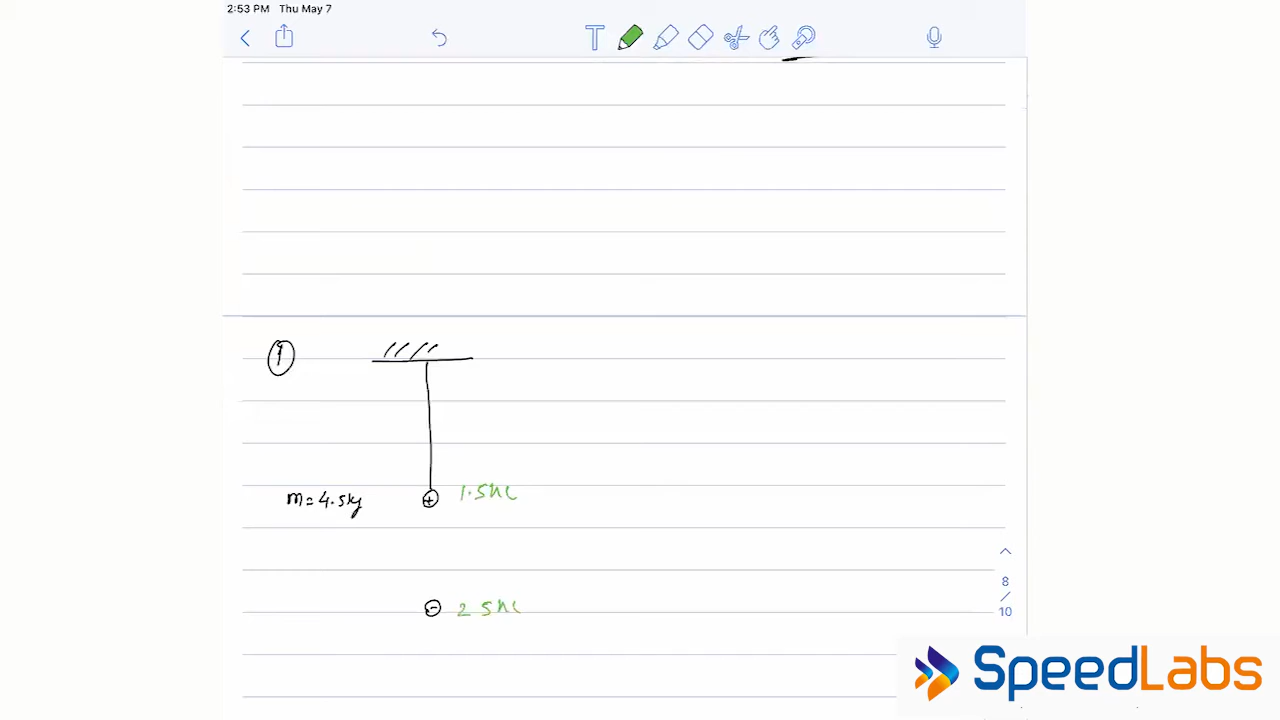 2:53 PM Thu May 7
T
1
m = 4.5kg
+ 1.5nC
- 2 5nC
8
/
10
SpeedLabs